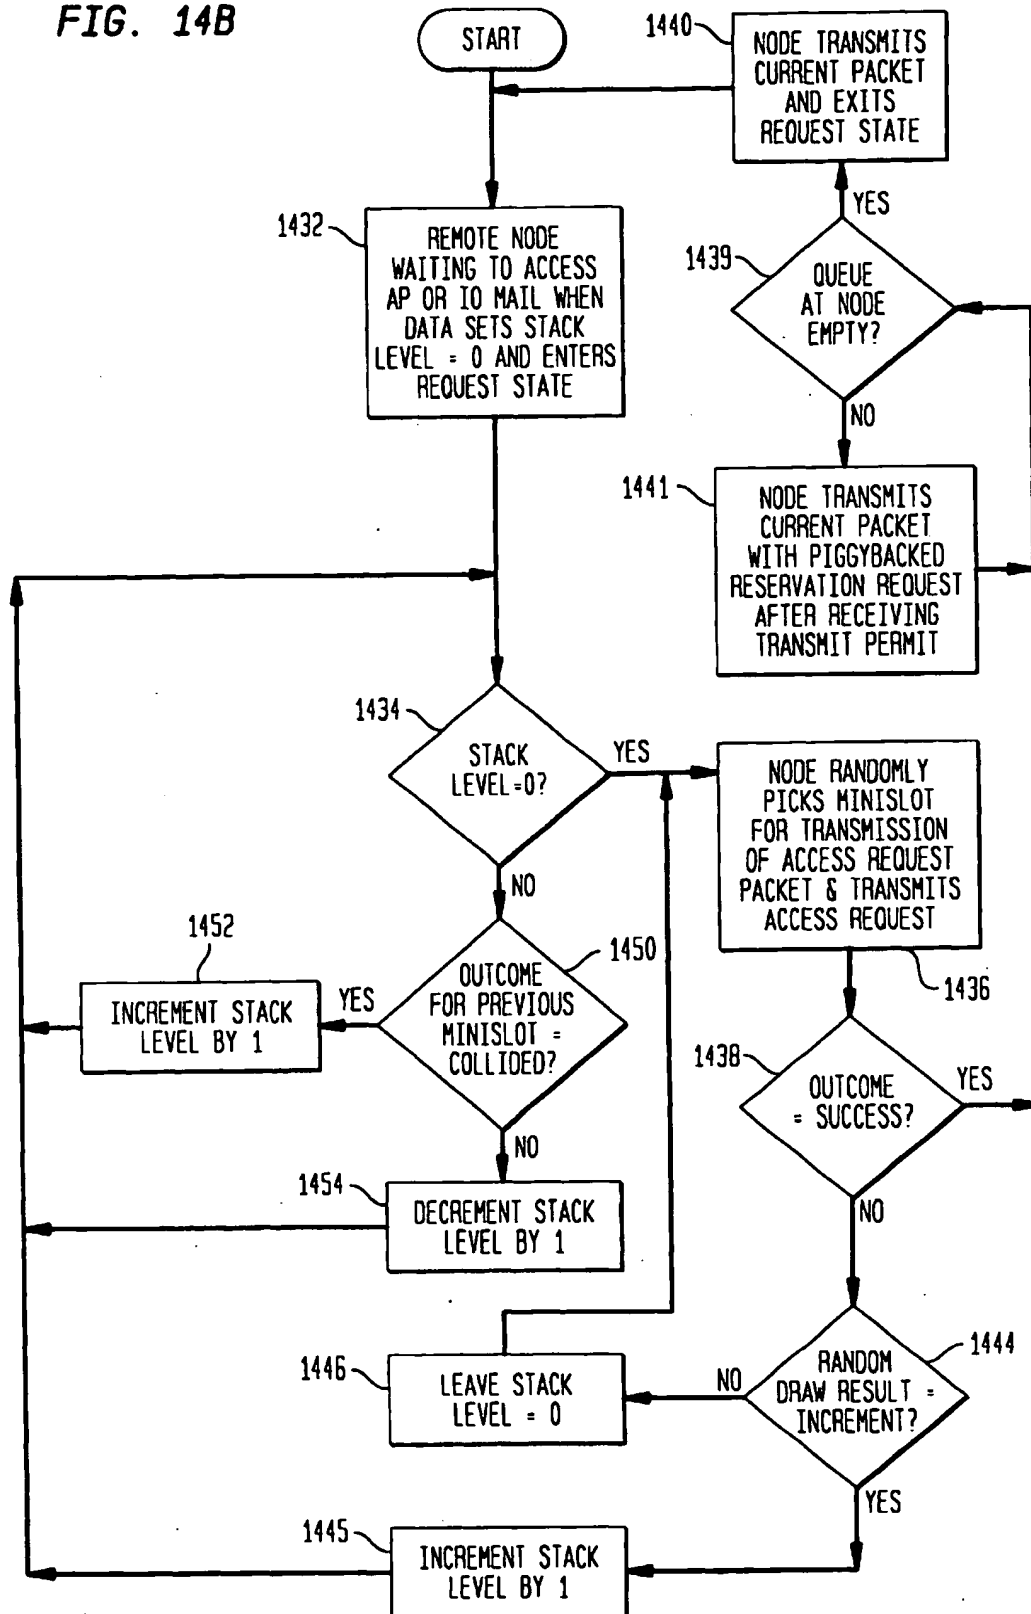 FIG. 14B
START
1440
NODE TRANSMITS
CURRENT PACKET
AND EXITS
REQUEST STATE
YES
1432
REMOTE NODE
WAITING TO ACCESS
AP OR IO MAIL WHEN
DATA SETS STACK
LEVEL = 0 AND ENTERS
REQUEST STATE
1439
QUEUE
AT NODE
EMPTY?
NO
1441
NODE TRANSMITS
CURRENT PACKET
WITH PIGGYBACKED
RESERVATION REQUEST
AFTER RECEIVING
TRANSMIT PERMIT
1434
STACK
LEVEL=0?
YES
NO
NODE RANDOMLY
PICKS MINISLOT
FOR TRANSMISSION
OF ACCESS REQUEST
PACKET & TRANSMITS
ACCESS REQUEST
1436
1452
INCREMENT STACK
LEVEL BY 1
YES
1450
OUTCOME
FOR PREVIOUS
MINISLOT =
COLLIDED?
NO
1438
OUTCOME
= SUCCESS?
YES
NO
1454
DECREMENT STACK
LEVEL BY 1
1446
LEAVE STACK
LEVEL = 0
NO
1444
RANDOM
DRAW RESULT =
INCREMENT?
YES
1445
INCREMENT STACK
LEVEL BY 1